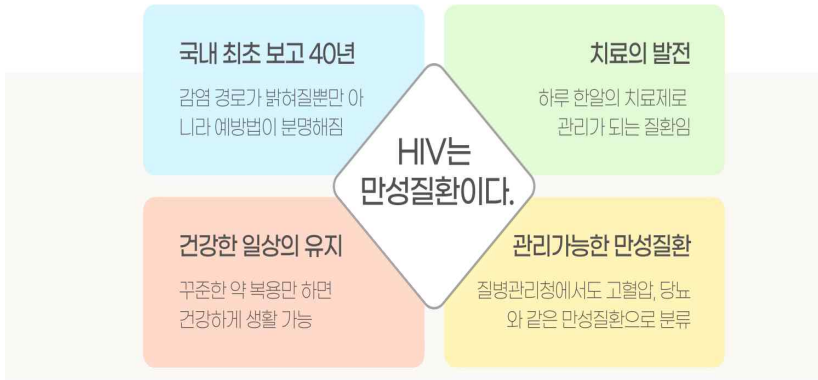 국내 최초 보고 40년
감염 경로가 밝혀질뿐만 아
니라 예방법이 분명해짐
치료의 발전
하루 한알의 치료제로
관리가 되는 질환임
HIV는
만성질환이다.
건강한 일상의 유지
꾸준한 약 복용만 하면
건강하게 생활 가능
관리가능한 만성질환
질병관리청에서도 고혈압, 당뇨
와 같은 만성질환으로 분류